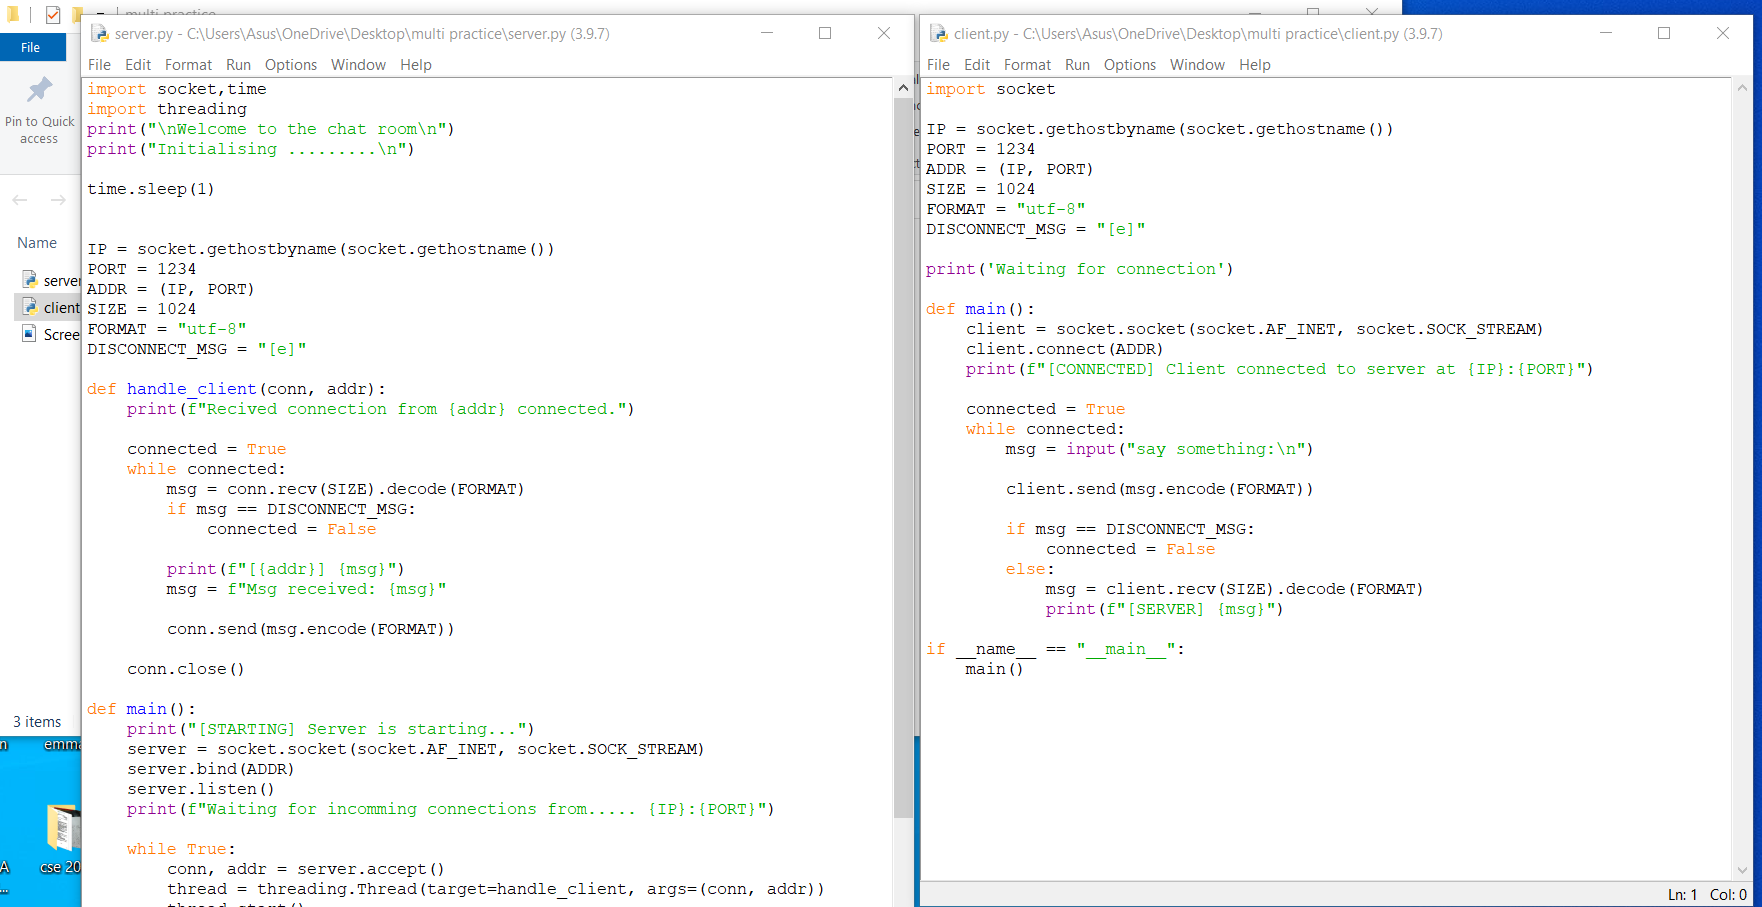 multi practice
File
Pin to Quick
access
Name
server
client
Scree
3 items
emma
cse 20
server.py - C:\Users\Asus\OneDrive\Desktop\multi practice\server.py (3.9.7)
File Edit Format Run Options Window Help
import socket,time
import threading
print("\nWelcome to the chat room\n")
print("Initialising .........\n")
time.sleep(1)
IP = socket.gethostbyname(socket.gethostname())
PORT = 1234
ADDR = (IP, PORT)
SIZE = 1024
FORMAT = "utf-8"
DISCONNECT_MSG = "[e]"
def handle_client(conn, addr):
    print(f"Recived connection from {addr} connected.")
    connected = True
    while connected:
        msg = conn.recv(SIZE).decode(FORMAT)
        if msg == DISCONNECT_MSG:
            connected = False
        print(f"[{addr}] {msg}")
        msg = f"Msg received: {msg}"
        conn.send(msg.encode(FORMAT))
    conn.close()
def main():
    print("[STARTING] Server is starting...")
    server = socket.socket(socket.AF_INET, socket.SOCK_STREAM)
    server.bind(ADDR)
    server.listen()
    print(f"Waiting for incomming connections from..... {IP}:{PORT}")
    while True:
        conn, addr = server.accept()
        thread = threading.Thread(target=handle_client, args=(conn, addr))
        thread.start()
client.py - C:\Users\Asus\OneDrive\Desktop\multi practice\client.py (3.9.7)
File Edit Format Run Options Window Help
import socket
IP = socket.gethostbyname(socket.gethostname())
PORT = 1234
ADDR = (IP, PORT)
SIZE = 1024
FORMAT = "utf-8"
DISCONNECT_MSG = "[e]"
print('Waiting for connection')
def main():
    client = socket.socket(socket.AF_INET, socket.SOCK_STREAM)
    client.connect(ADDR)
    print(f"[CONNECTED] Client connected to server at {IP}:{PORT}")
    connected = True
    while connected:
        msg = input("say something:\n")
        client.send(msg.encode(FORMAT))
        if msg == DISCONNECT_MSG:
            connected = False
        else:
            msg = client.recv(SIZE).decode(FORMAT)
            print(f"[SERVER] {msg}")
if __name__ == "__main__":
    main()
Ln: 1 Col: 0